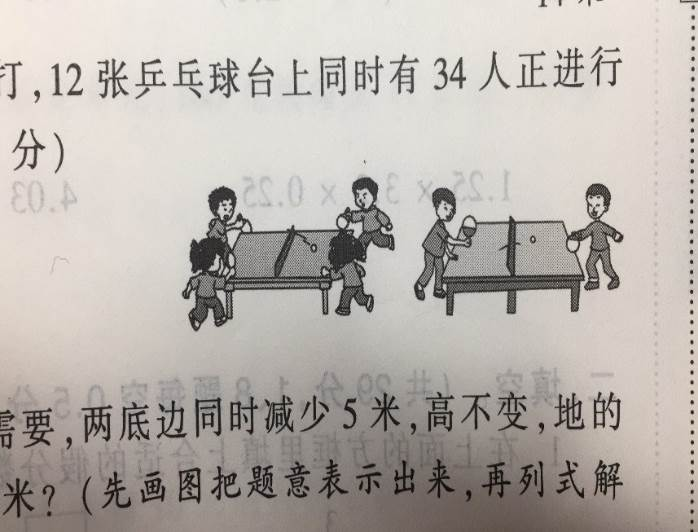 打,12 张乒乓球台上同时有 34 人正进行
分)
需要,两底边同时减少 5 米,高不变,地的
米?(先画图把题意表示出来,再列式解